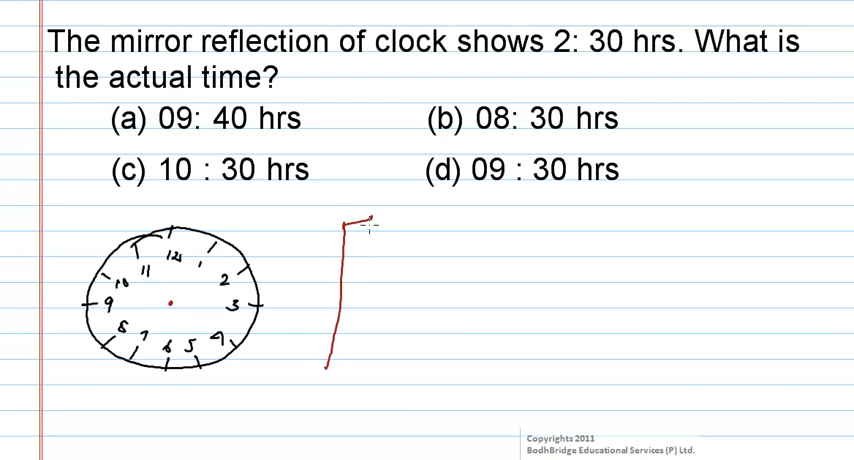 The mirror reflection of clock shows 2: 30 hrs. What is
the actual time?
(a) 09: 40 hrs (b) 08: 30 hrs
(c) 10 : 30 hrs (d) 09 : 30 hrs
12
11 1
10 2
9 3
8 4
7 6 5
Copyrights 2011
BodhBridge Educational Services (P) Ltd.